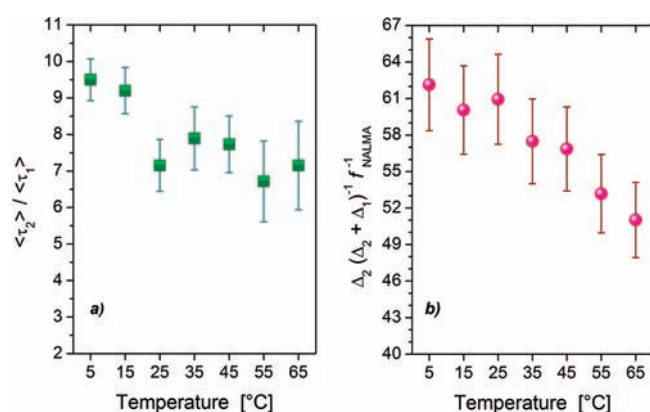 11
10
9
8
7
6
5
4
3
2
<τ₂> / <τ₁>
a)
5 15 25 35 45 55 65
Temperature [°C]
67
64
61
58
55
52
49
46
43
40
Δ₂ (Δ₂ + Δ₁)⁻¹ f⁻¹NALMA
b)
5 15 25 35 45 55 65
Temperature [°C]